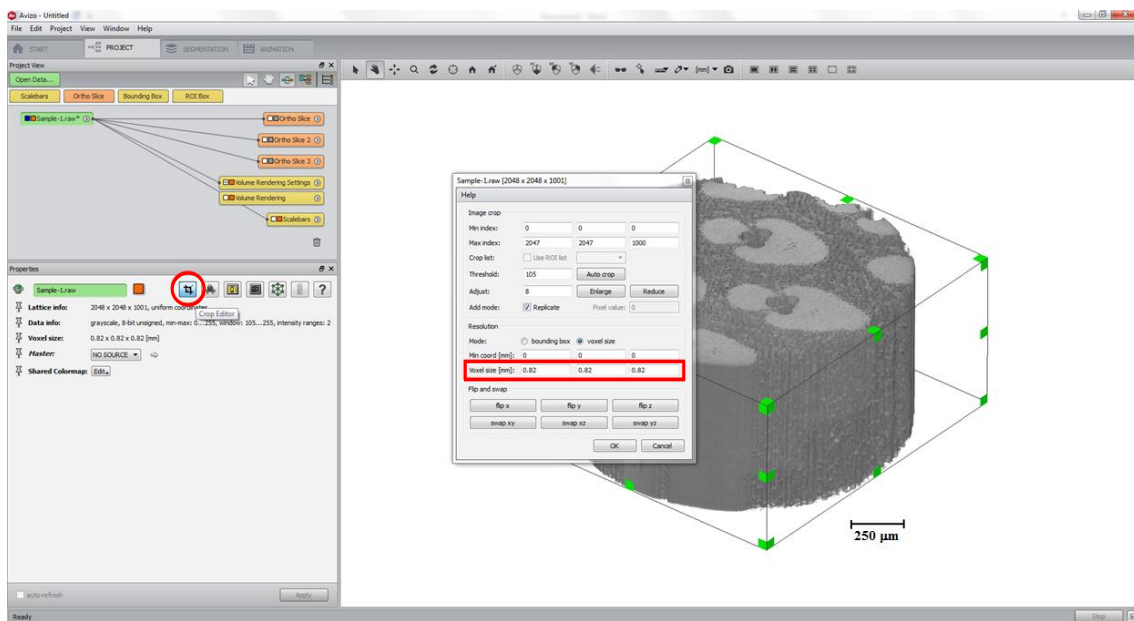 Avizo - Untitled
File Edit Project View Window Help
START PROJECT SEGMENTATION ANIMATION
Project View
Open Data...
Scalebars Ortho Slice Bounding Box ROI Box
Sample-1.raw*
Ortho Slice
Ortho Slice 2
Ortho Slice 3
Volume Rendering Settings
Volume Rendering
Scalebars
Properties
Sample-1.raw
Crop Editor
Lattice info: 2048 x 2048 x 1001, uniform coordinates
Data info: grayscale, 8-bit unsigned, min-max: 0...255, window: 105...255, intensity ranges: 2
Voxel size: 0.82 x 0.82 x 0.82 [mm]
Master: NO SOURCE
Shared Colormap: Edit
auto-refresh Apply
Ready
[mm]
Sample-1.raw [2048 x 2048 x 1001]
Help
Image crop
Min index: 0 0 0
Max index: 2047 2047 1000
Crop list: Use ROI list
Threshold: 105 Auto crop
Adjust: 8 Enlarge Reduce
Add mode: Replicate Pixel value: 0
Resolution
Mode: bounding box voxel size
Min coord [mm]: 0 0 0
Voxel size [mm]: 0.82 0.82 0.82
Flip and swap
flip x flip y flip z
swap xy swap xz swap yz
OK Cancel
250 μm
Stop